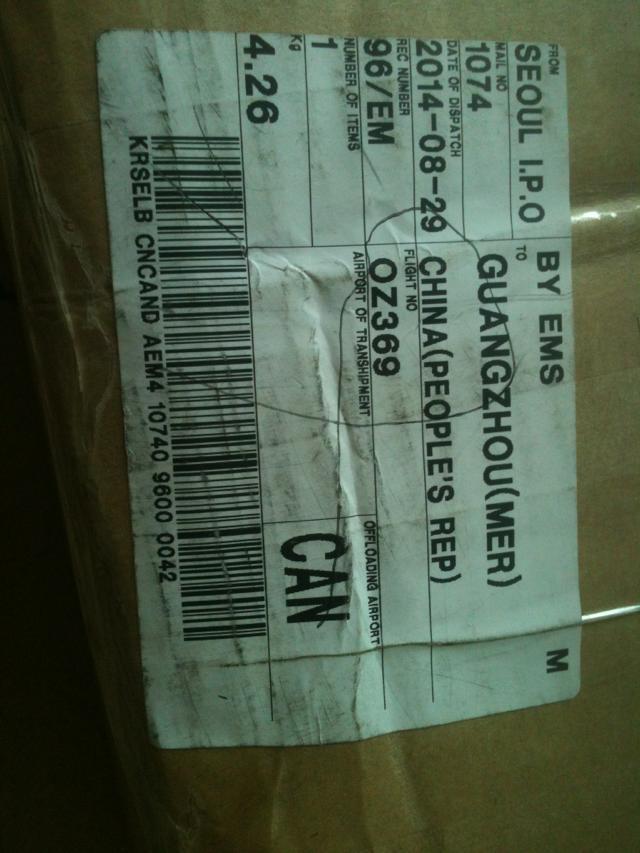 BY EMS
M
FROM
SEOUL I.P.O
TO
GUANGZHOU(MER)
CHINA(PEOPLE'S REP)
MAIL NO
1074
DATE OF DISPATCH
2014-08-29
FLIGHT NO
OZ369
REC NUMBER
96/EM
AIRPORT OF TRANSHIPMENT
OFFLOADING AIRPORT
CAN
NUMBER OF ITEMS
1
Kg
4.26
KRSELB CNCAND AEM4 10740 9600 0042